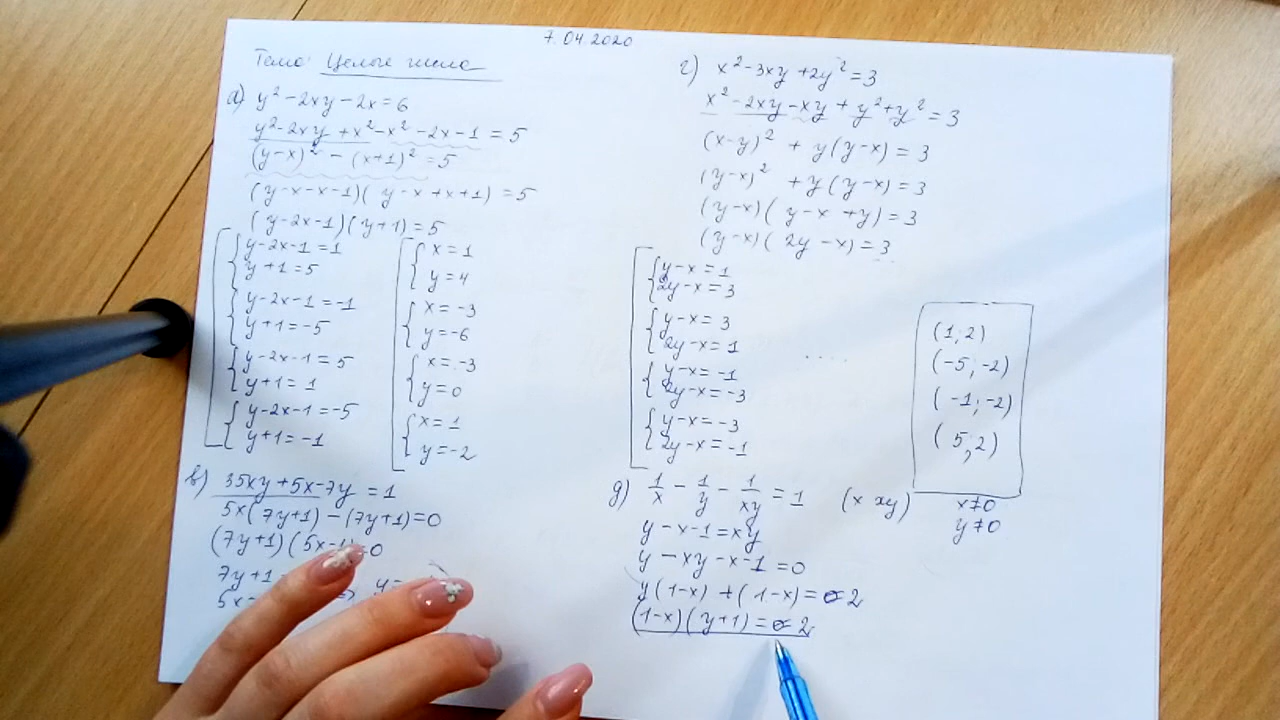 7.04.2020
Тема: Целые числа
а) y² - 2xy - 2x = 6
y² - 2xy + x² - x² - 2x - 1 = 5
(y-x)² - (x+1)² = 5
(y-x-x-1)(y-x+x+1) = 5
(y-2x-1)(y+1) = 5
y-2x-1 = 1
y+1 = 5
y-2x-1 = -1
y+1 = -5
y-2x-1 = 5
y+1 = 1
y-2x-1 = -5
y+1 = -1
x = 1
y = 4
x = -3
y = -6
x = -3
y = 0
x = 1
y = -2
в) 35xy + 5x - 7y = 1
5x(7y+1) - (7y+1) = 0
(7y+1)(5x-1) = 0
7y+1
5x-
y=
г) x² - 3xy + 2y² = 3
x² - 2xy - xy + y² + y² = 3
(x-y)² + y(y-x) = 3
(y-x)² + y(y-x) = 3
(y-x)(y-x+y) = 3
(y-x)(2y-x) = 3
y-x = 1
2y-x = 3
y-x = 3
2y-x = 1
y-x = -1
2y-x = -3
y-x = -3
2y-x = -1
. . . .
(1; 2)
(-5; -2)
(-1; -2)
(5; 2)
д) 1/x - 1/y - 1/xy = 1 (x xy) x≠0
y≠0
y - x - 1 = xy
y - xy - x - 1 = 0
y(1-x) + (1-x) = 2
(1-x)(y+1) = 2